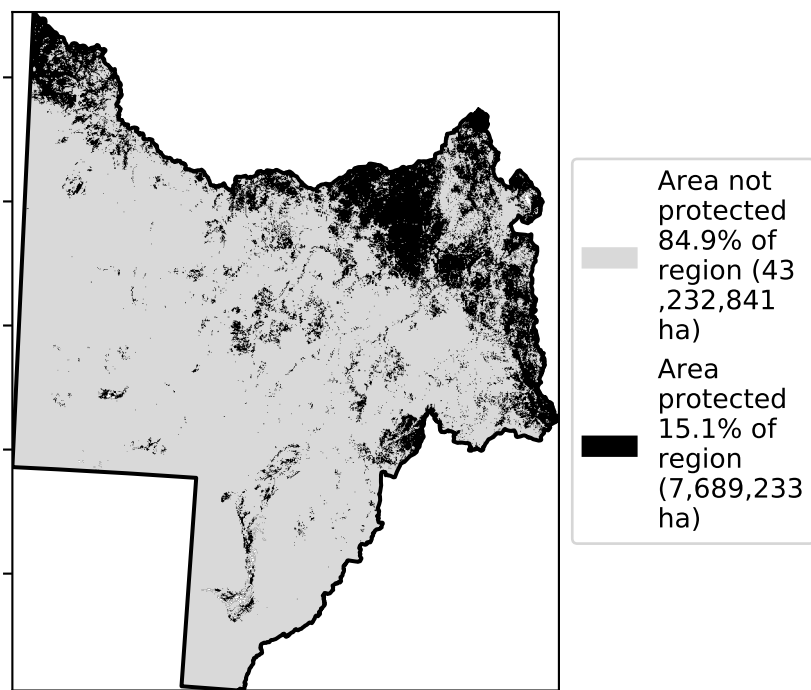 Area not
protected
84.9% of
region (43
,232,841
ha)
Area
protected
15.1% of
region
(7,689,233
ha)